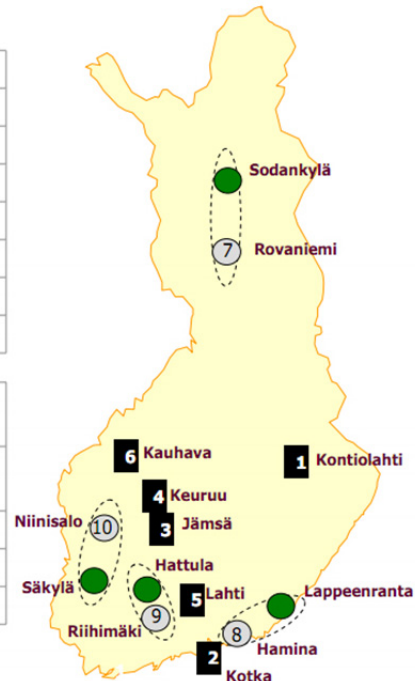 Sodankylä
7 Rovaniemi
6 Kauhava
1 Kontiolahti
4 Keuruu
Niinisalo 10
3 Jämsä
Hattula
Säkylä
5 Lahti
Lappeenranta
9
Riihimäki
8
Hamina
2
Kotka